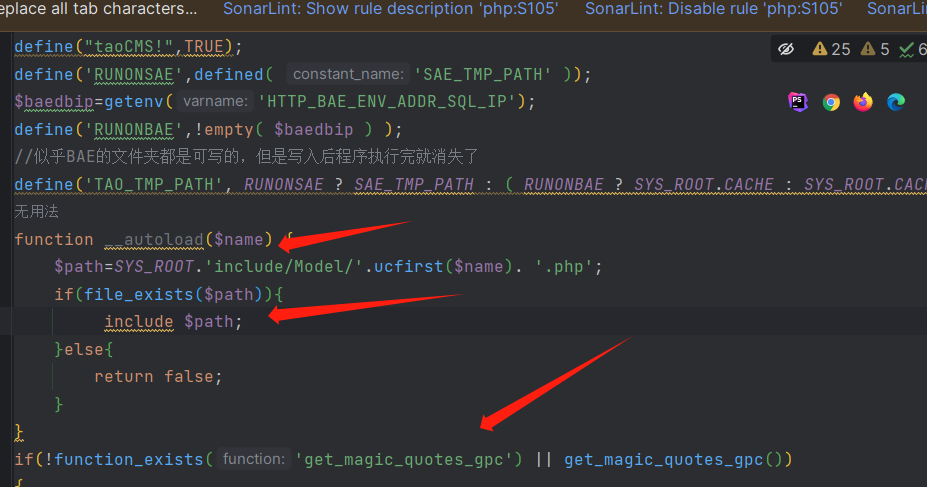 eplace all tab characters... SonarLint: Show rule description 'php:S105' SonarLint: Disable rule 'php:S105' SonarLi
define("taoCMS!",TRUE);
25 5 6
define('RUNONSAE',defined( constant_name: 'SAE_TMP_PATH' ));
$baedbip=getenv( varname: 'HTTP_BAE_ENV_ADDR_SQL_IP');
PS
define('RUNONBAE',!empty( $baedbip ) );
//似乎BAE的文件夹都是可写的，但是写入后程序执行完就消失了
define('TAO_TMP_PATH', RUNONSAE ? SAE_TMP_PATH : ( RUNONBAE ? SYS_ROOT.CACHE : SYS_ROOT.CAC
无用法
function __autoload($name) {
$path=SYS_ROOT.'include/Model/'.ucfirst($name). '.php';
if(file_exists($path)){
include $path;
}else{
return false;
}
}
if(!function_exists( function: 'get_magic_quotes_gpc') || get_magic_quotes_gpc())
{